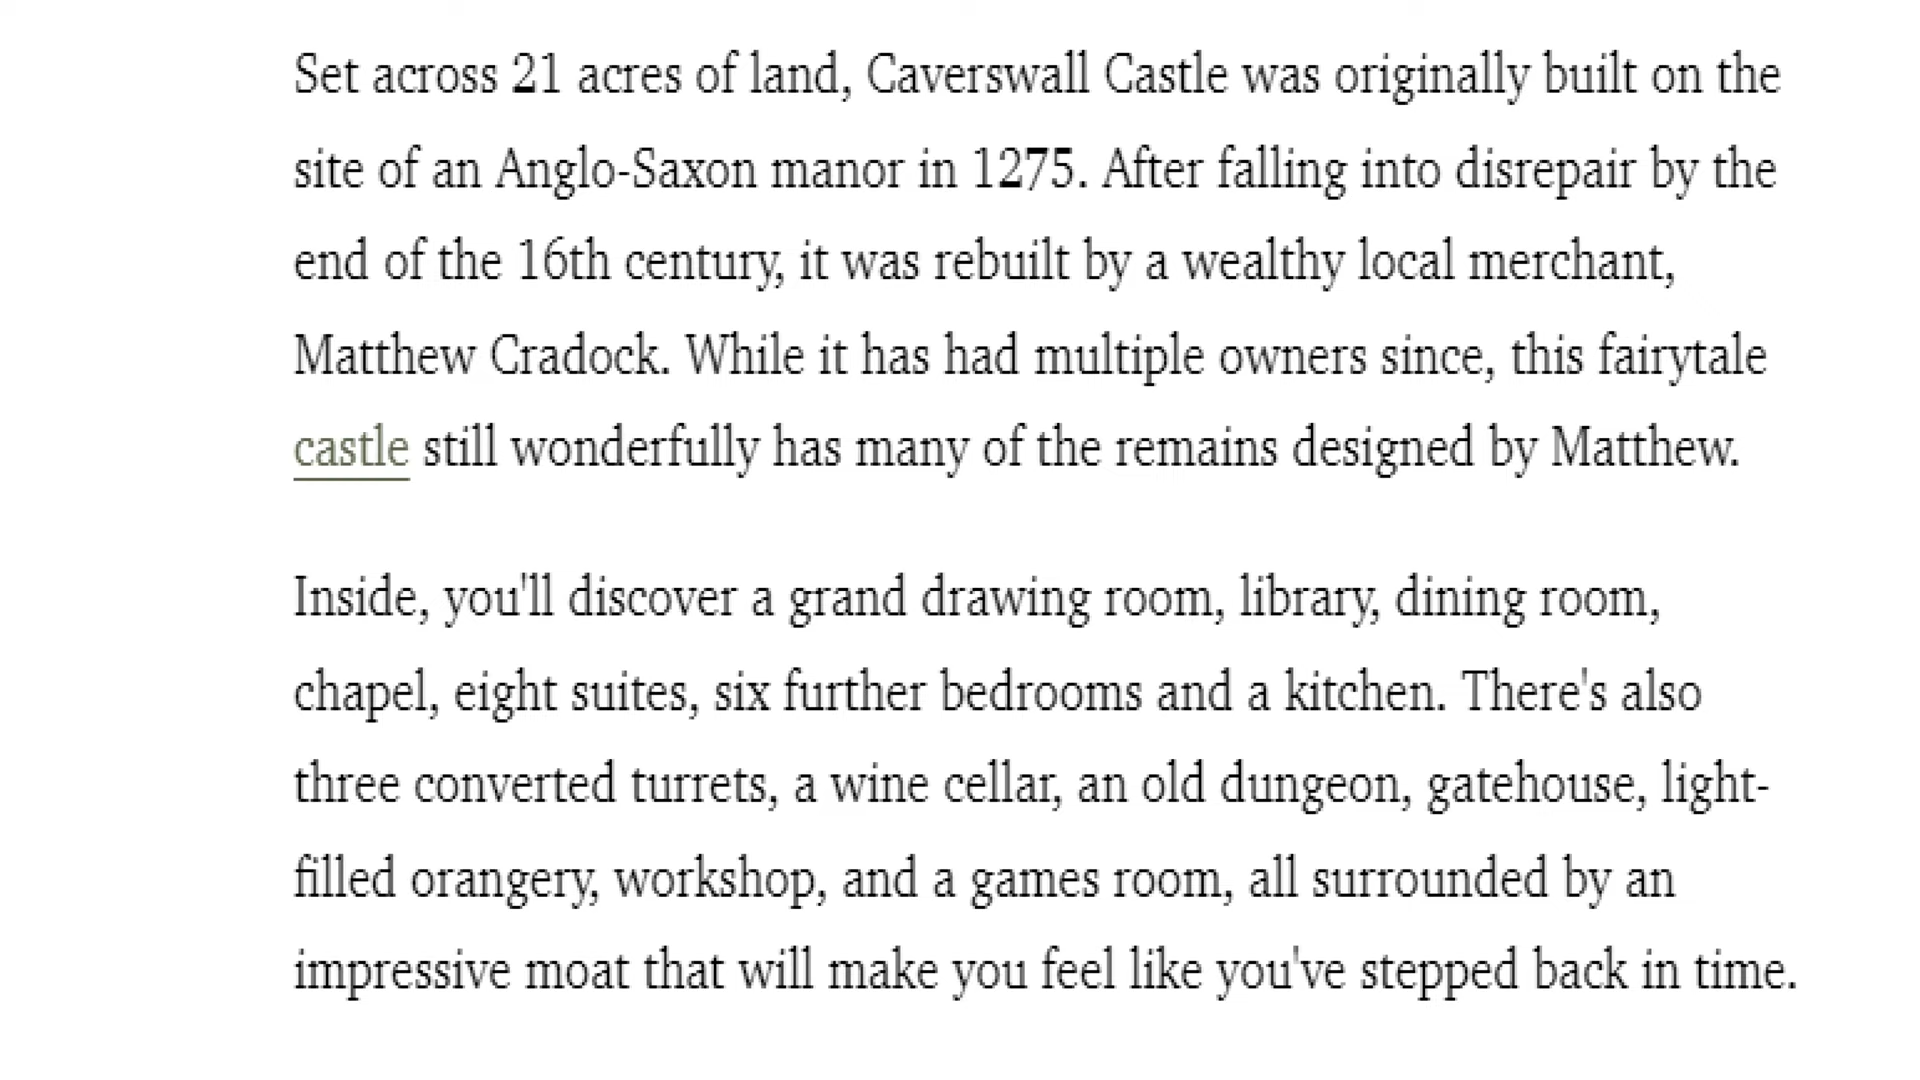 Set across 21 acres of land, Caverswall Castle was originally built on the
site of an Anglo-Saxon manor in 1275. After falling into disrepair by the
end of the 16th century, it was rebuilt by a wealthy local merchant,
Matthew Cradock. While it has had multiple owners since, this fairytale
castle still wonderfully has many of the remains designed by Matthew.
Inside, you'll discover a grand drawing room, library, dining room,
chapel, eight suites, six further bedrooms and a kitchen. There's also
three converted turrets, a wine cellar, an old dungeon, gatehouse, light-
filled orangery, workshop, and a games room, all surrounded by an
impressive moat that will make you feel like you've stepped back in time.